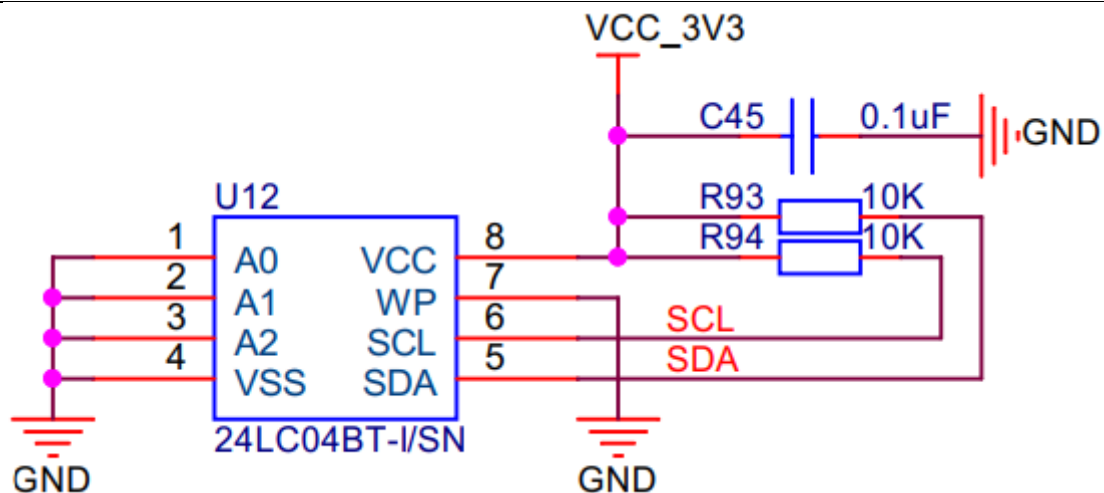 VCC_3V3
C45 0.1uF GND
U12
R93 10K
R94 10K
1 A0 VCC 8
2 A1 WP 7
3 A2 SCL 6 SCL
4 VSS SDA 5 SDA
24LC04BT-I/SN
GND GND